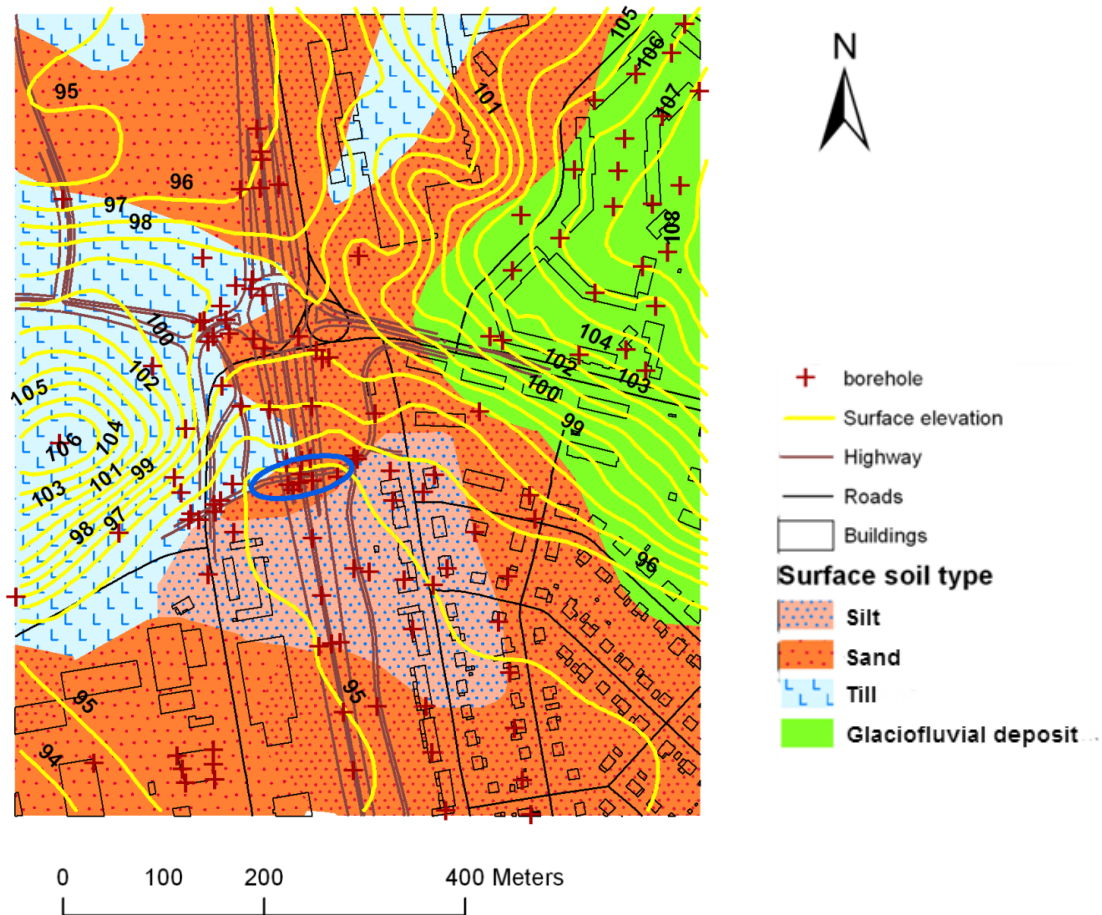 105
106
107
101
95
96
97
98
108
100
102
105
106
104
103
101
99
98
97
104
102
103
100
99
96
95
95
94
N
borehole
Surface elevation
Highway
Roads
Buildings
Surface soil type
Silt
Sand
Till
Glaciofluvial deposit
0 100 200 400 Meters